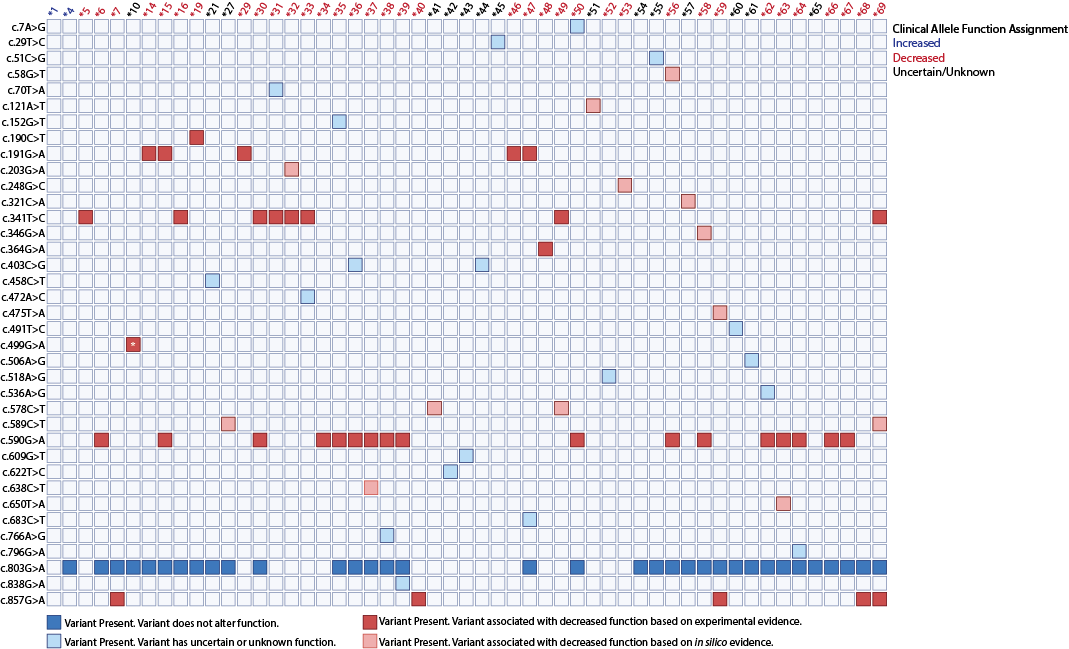 *1 *4 *5 *6 *7 *10 *14 *15 *16 *19 *21 *27 *29 *30 *31 *32 *33 *34 *35 *36 *37 *38 *39 *40 *41 *42 *43 *44 *45 *46 *47 *48 *49 *50 *51 *52 *53 *54 *55 *56 *57 *58 *59 *60 *61 *62 *63 *64 *65 *66 *67 *68 *69
Clinical Allele Function Assignment
Increased
Decreased
Uncertain/Unknown
c.7A>G
c.29T>C
c.51C>G
c.58G>T
c.70T>A
c.121A>T
c.152G>T
c.190C>T
c.191G>A
c.203G>A
c.248G>C
c.321C>A
c.341T>C
c.346G>A
c.364G>A
c.403C>G
c.458C>T
c.472A>C
c.475T>A
c.491T>C
c.499G>A *
c.506A>G
c.518A>G
c.536A>G
c.578C>T
c.589C>T
c.590G>A
c.609G>T
c.622T>C
c.638C>T
c.650T>A
c.683C>T
c.766A>G
c.796G>A
c.803G>A
c.838G>A
c.857G>A
Variant Present. Variant does not alter function.
Variant Present. Variant associated with decreased function based on experimental evidence.
Variant Present. Variant has uncertain or unknown function.
Variant Present. Variant associated with decreased function based on in silico evidence.